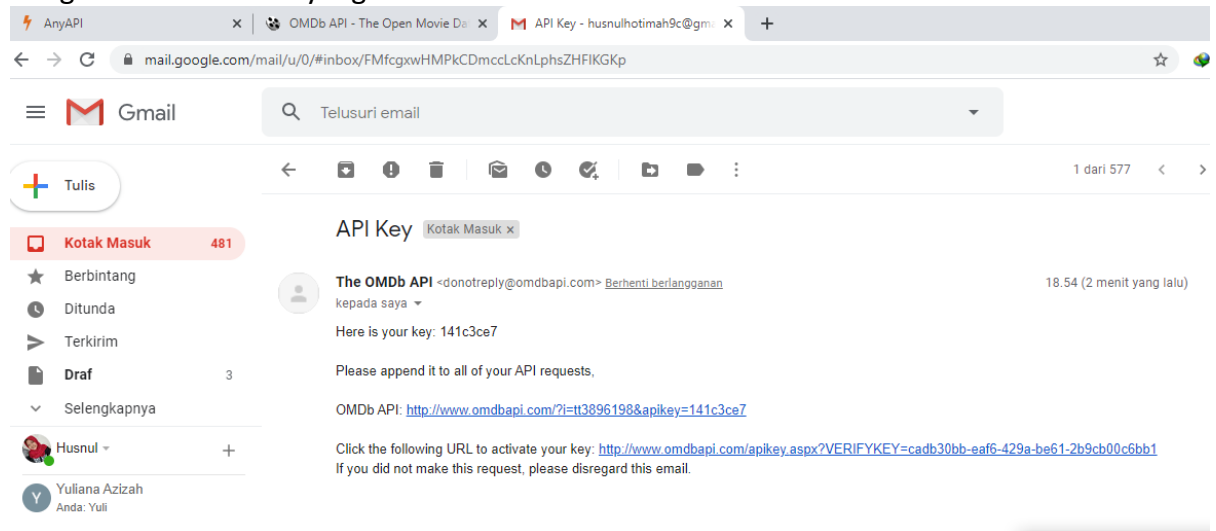 AnyAPI
OMDb API - The Open Movie Da
API Key - husnulhotimah9c@gma
mail.google.com/mail/u/0/#inbox/FMfcgxwHMPkCDmccLcKnLphsZHFlKGKp
Gmail
Telusuri email
Tulis
1 dari 577
Kotak Masuk 481
Berbintang
Ditunda
Terkirim
Draf 3
Selengkapnya
Husnul
Yuliana Azizah
Anda: Yuli
Y
API Key Kotak Masuk x
The OMDb API <donotreply@omdbapi.com> Berhenti berlangganan 18.54 (2 menit yang lalu)
kepada saya
Here is your key: 141c3ce7
Please append it to all of your API requests,
OMDb API: http://www.omdbapi.com/?i=tt3896198&apikey=141c3ce7
Click the following URL to activate your key: http://www.omdbapi.com/apikey.aspx?VERIFYKEY=cadb30bb-eaf6-429a-be61-2b9cb00c6bb1
If you did not make this request, please disregard this email.